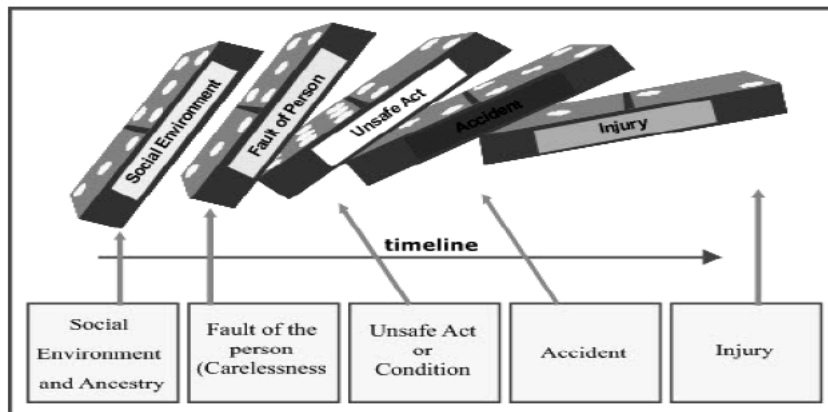 Social Environment
Fault of Person
Unsafe Act
Accident
Injury
timeline
Social
Environment
and Ancestry
Fault of the
person
(Carelessness
Unsafe Act
or
Condition
Accident
Injury